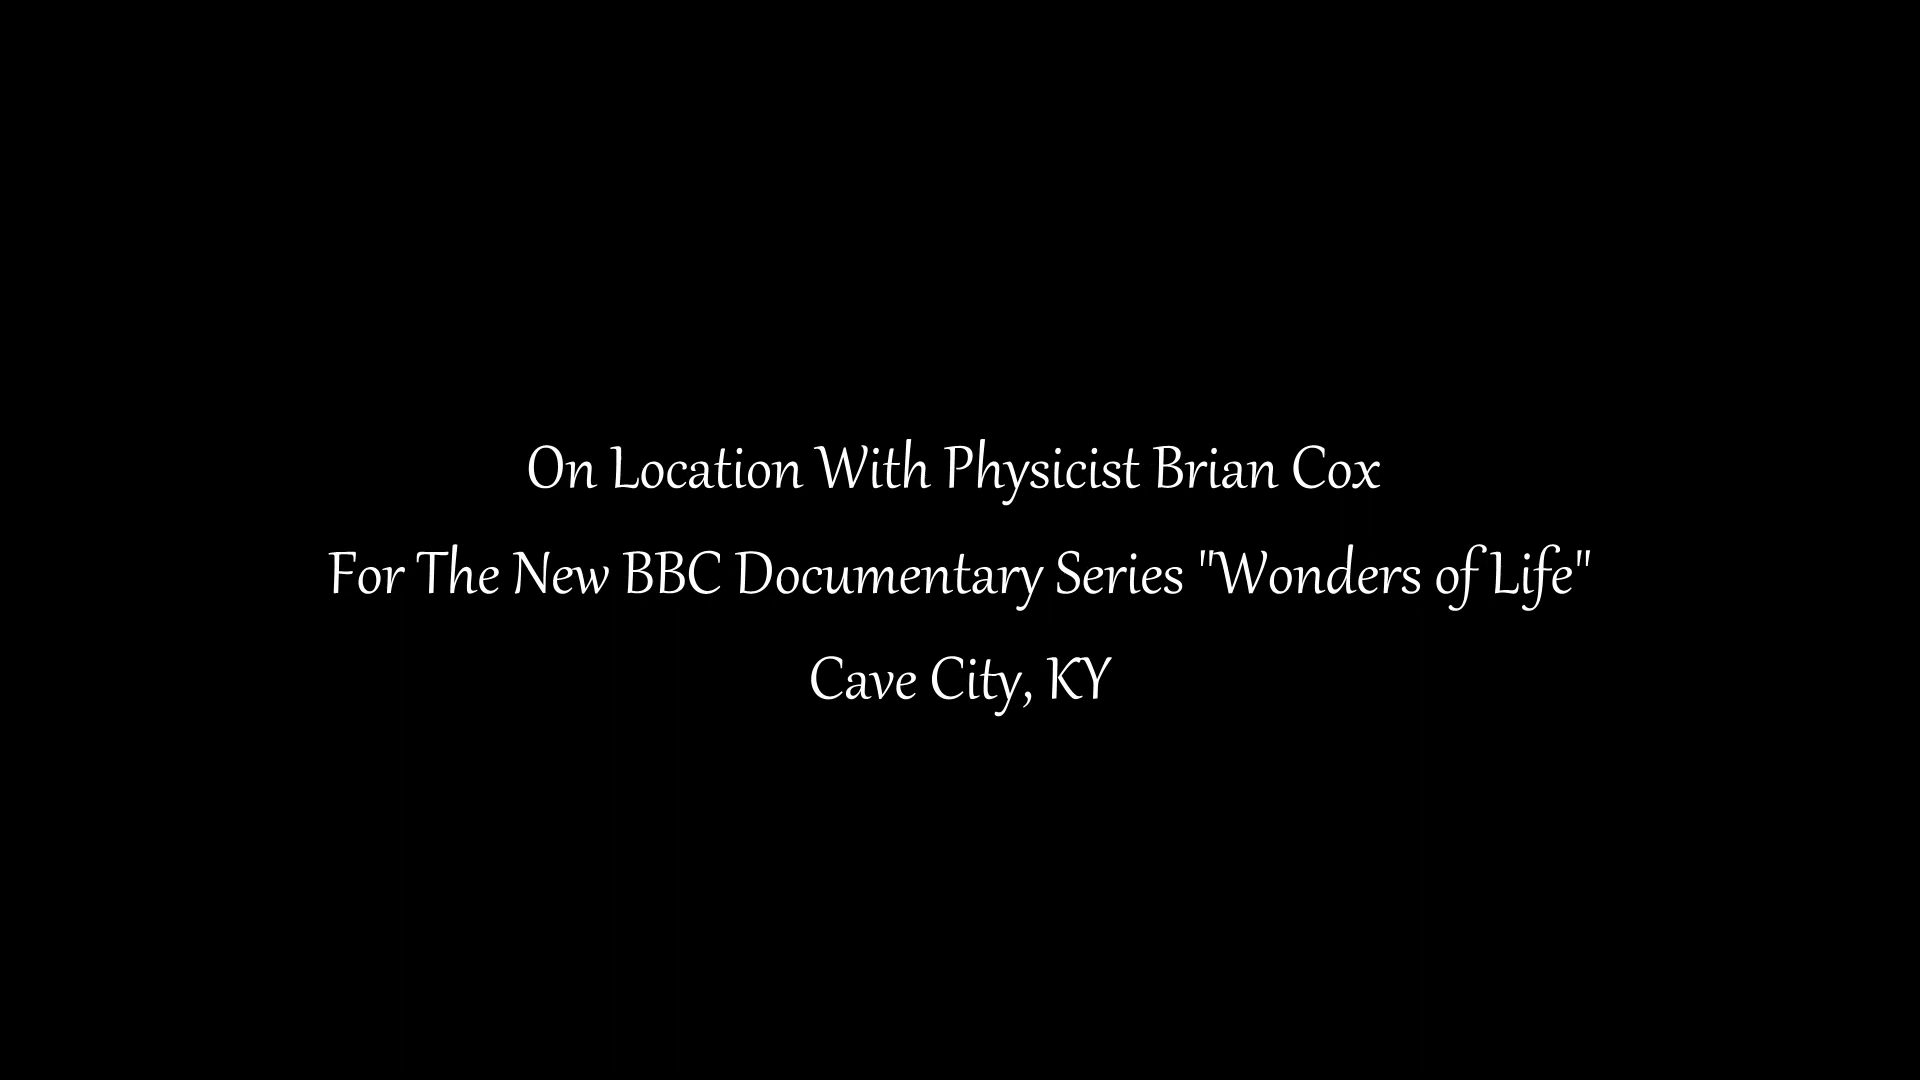 On Location With Physicist Brian Cox
For The New BBC Documentary Series "Wonders of Life"
Cave City, KY